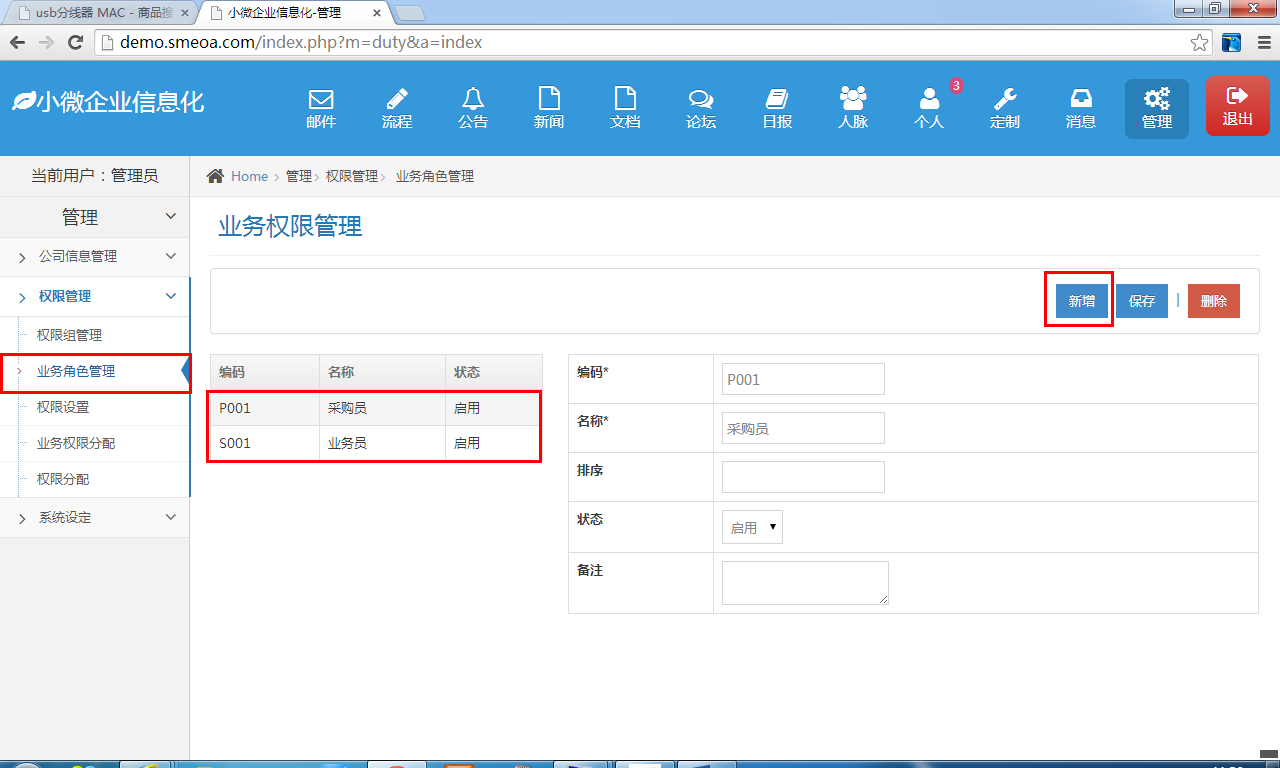 usb分线器 MAC - 商品搜
小微企业信息化-管理
demo.smeoa.com/index.php?m=duty&a=index
小微企业信息化
邮件 流程 公告 新闻 文档 论坛 日报 人脉 个人 3 定制 消息 管理 退出
当前用户：管理员
Home > 管理 > 权限管理 > 业务角色管理
管理
公司信息管理
权限管理
权限组管理
业务角色管理
权限设置
业务权限分配
权限分配
系统设定
业务权限管理
新增 保存 | 删除
编码 名称 状态
P001 采购员 启用
S001 业务员 启用
编码* P001
名称* 采购员
排序
状态 启用
备注